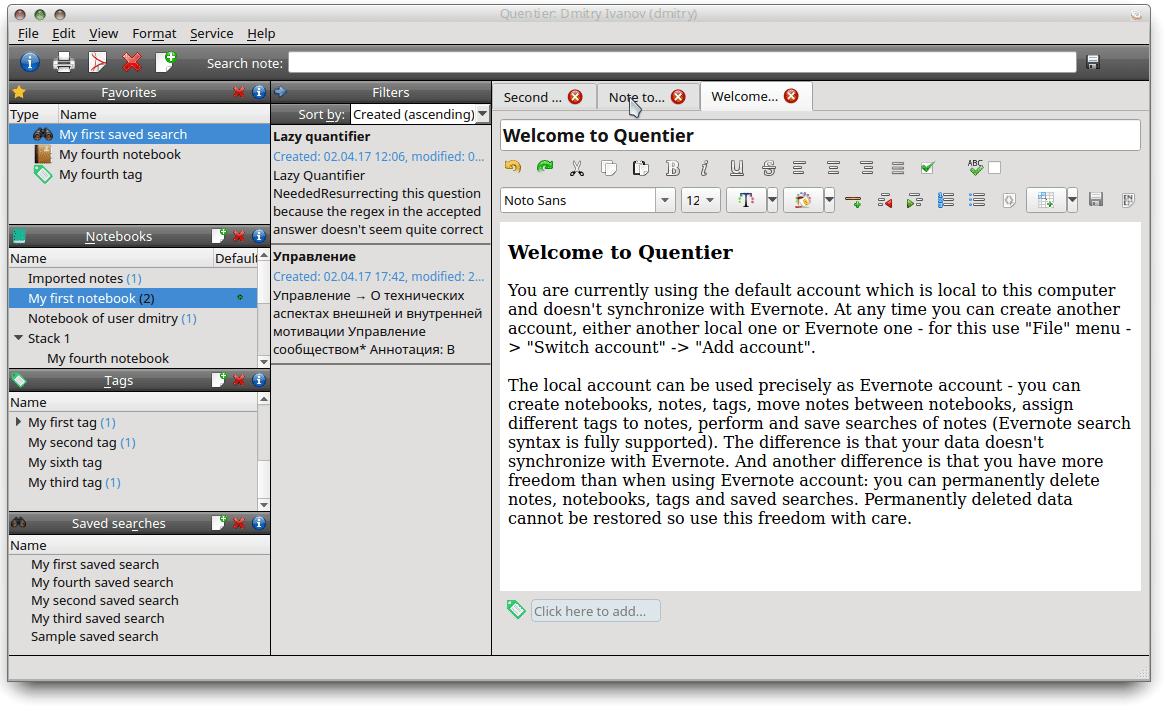 Quentier: Dmitry Ivanov (dmitry)
File Edit View Format Service Help
Search note:
Favorites
Type Name
My first saved search
My fourth notebook
My fourth tag
Notebooks
Name Default
Imported notes (1)
My first notebook (2)
Notebook of user dmitry (1)
Stack 1
My fourth notebook
Tags
Name
My first tag (1)
My second tag (1)
My sixth tag
My third tag (1)
Saved searches
Name
My first saved search
My fourth saved search
My second saved search
My third saved search
Sample saved search
Filters
Sort by: Created (ascending)
Lazy quantifier
Created: 02.04.17 12:06, modified: 0...
Lazy Quantifier
NeededResurrecting this question
because the regex in the accepted
answer doesn't seem quite correct
Управление
Created: 02.04.17 17:42, modified: 2...
Управление → О технических
аспектах внешней и внутренней
мотивации Управление
сообществом* Аннотация: В
Second ... Note to... Welcome...
Welcome to Quentier
B i U S ABC
Noto Sans 12 T EN
Welcome to Quentier
You are currently using the default account which is local to this computer
and doesn't synchronize with Evernote. At any time you can create another
account, either another local one or Evernote one - for this use "File" menu -
> "Switch account" -> "Add account".
The local account can be used precisely as Evernote account - you can
create notebooks, notes, tags, move notes between notebooks, assign
different tags to notes, perform and save searches of notes (Evernote search
syntax is fully supported). The difference is that your data doesn't
synchronize with Evernote. And another difference is that you have more
freedom than when using Evernote account: you can permanently delete
notes, notebooks, tags and saved searches. Permanently deleted data
cannot be restored so use this freedom with care.
Click here to add...